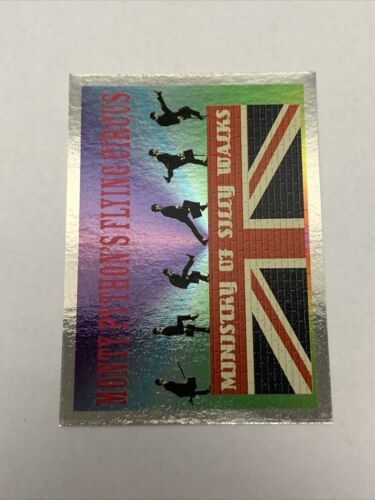 MONTY PYTHON'S FLYING CIRCUS
MINISTRY OF SILLY WALKS